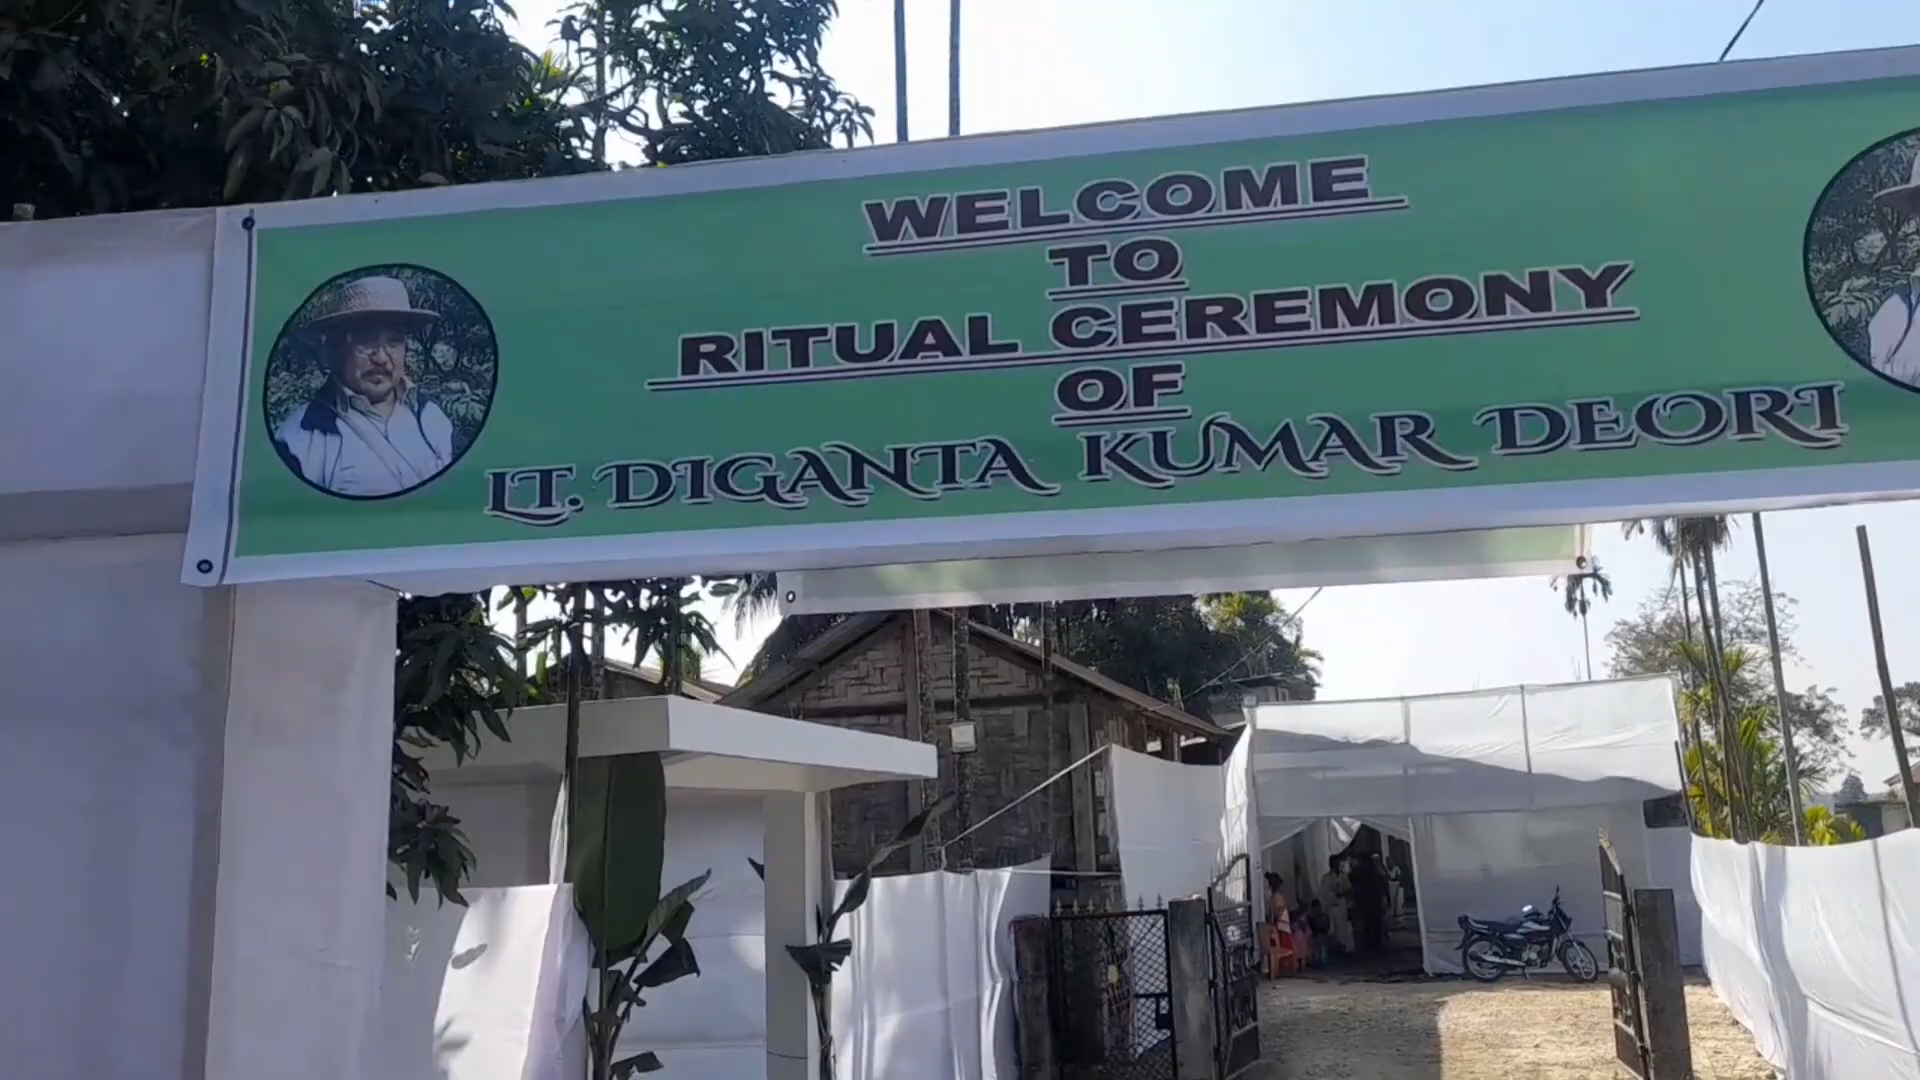 WELCOME
TO
RITUAL CEREMONY
OF
LT. DIGANTA KUMAR DEORI